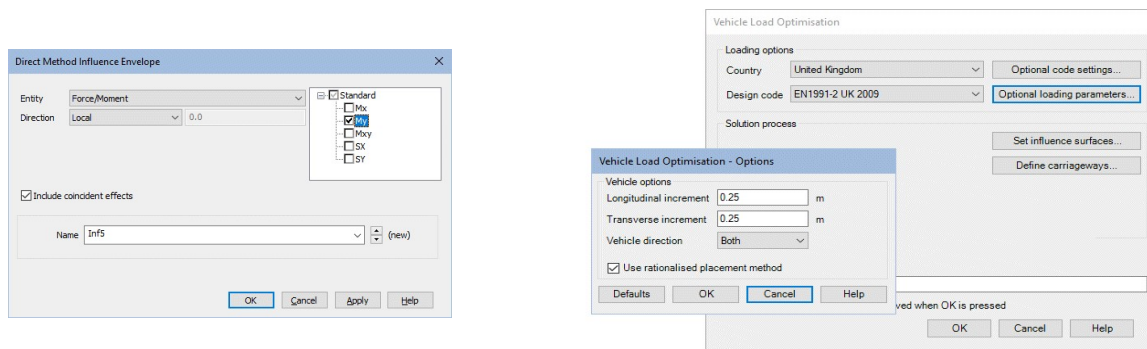 Direct Method Influence Envelope
Entity Force/Moment
Direction Local 0.0
Standard
Mx
My
Mxy
SX
SY
Include coincident effects
Name Inf5 (new)
OK Cancel Apply Help
Vehicle Load Optimisation
Loading options
Country United Kingdom Optional code settings...
Design code EN1991-2 UK 2009 Optional loading parameters...
Solution process
Set influence surfaces...
Define carriageways...
Vehicle Load Optimisation - Options
Vehicle options
Longitudinal increment 0.25 m
Transverse increment 0.25 m
Vehicle direction Both
Use rationalised placement method
Defaults OK Cancel Help
ved when OK is pressed
OK Cancel Help